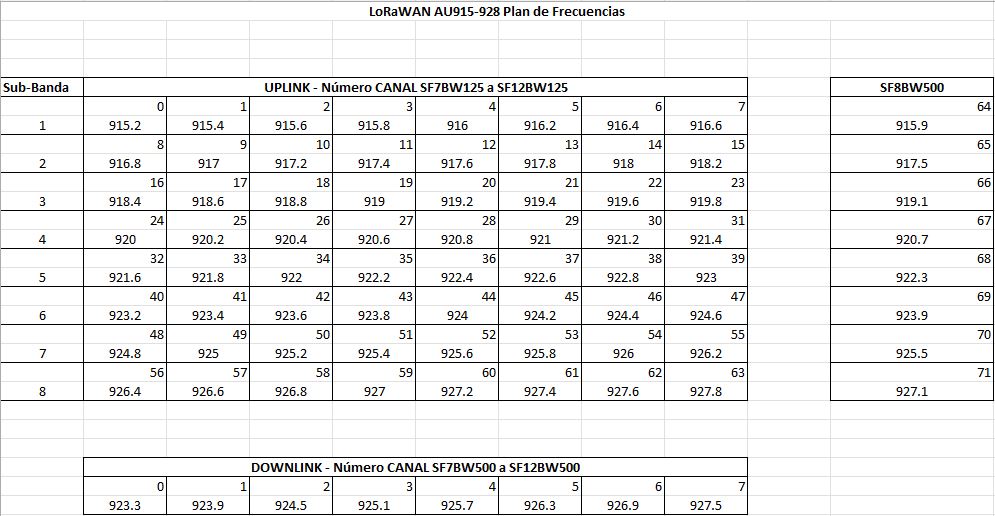 LoRaWAN AU915-928 Plan de Frecuencias
Sub-Banda UPLINK - Número CANAL SF7BW125 a SF12BW125 SF8BW500
0 1 2 3 4 5 6 7 64
1 915.2 915.4 915.6 915.8 916 916.2 916.4 916.6 915.9
8 9 10 11 12 13 14 15 65
2 916.8 917 917.2 917.4 917.6 917.8 918 918.2 917.5
16 17 18 19 20 21 22 23 66
3 918.4 918.6 918.8 919 919.2 919.4 919.6 919.8 919.1
24 25 26 27 28 29 30 31 67
4 920 920.2 920.4 920.6 920.8 921 921.2 921.4 920.7
32 33 34 35 36 37 38 39 68
5 921.6 921.8 922 922.2 922.4 922.6 922.8 923 922.3
40 41 42 43 44 45 46 47 69
6 923.2 923.4 923.6 923.8 924 924.2 924.4 924.6 923.9
48 49 50 51 52 53 54 55 70
7 924.8 925 925.2 925.4 925.6 925.8 926 926.2 925.5
56 57 58 59 60 61 62 63 71
8 926.4 926.6 926.8 927 927.2 927.4 927.6 927.8 927.1
DOWNLINK - Número CANAL SF7BW500 a SF12BW500
0 1 2 3 4 5 6 7
923.3 923.9 924.5 925.1 925.7 926.3 926.9 927.5